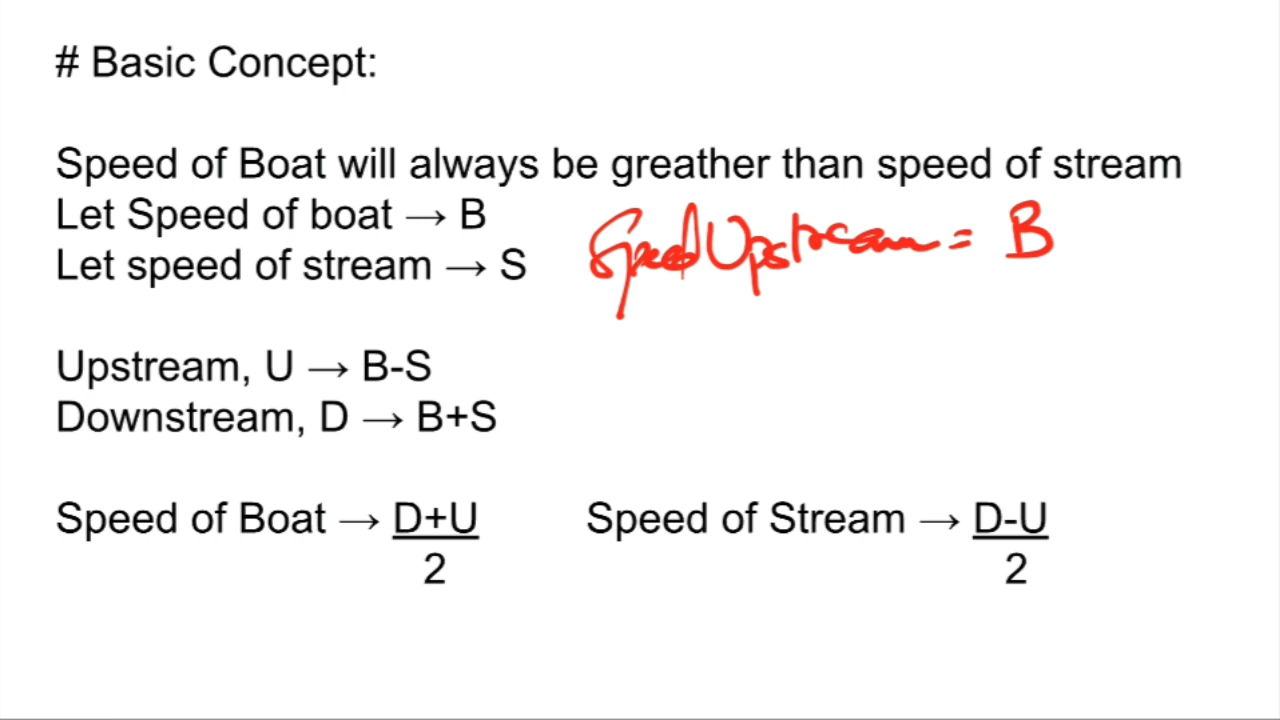 # Basic Concept:
Speed of Boat will always be greather than speed of stream
Let Speed of boat → B
Let speed of stream → S
Speed Upstream = B
Upstream, U → B-S
Downstream, D → B+S
Speed of Boat → D+U
2
Speed of Stream → D-U
2